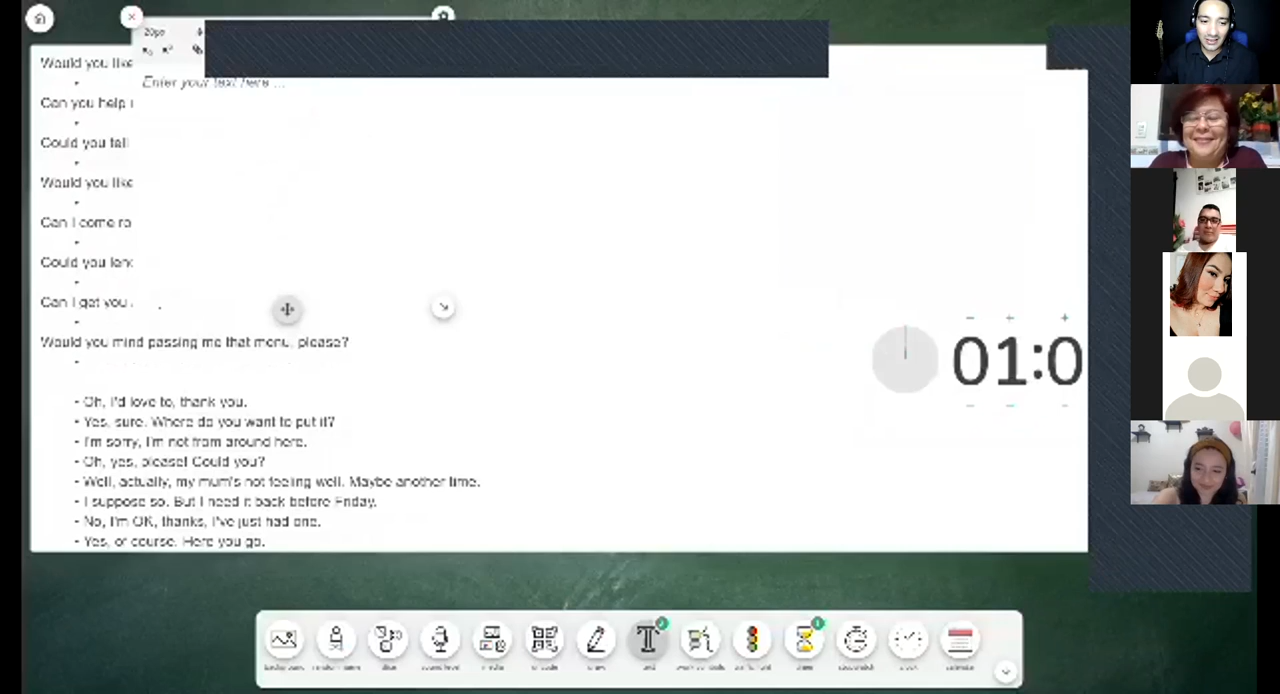 20px
Enter your text here ...
Would you like
Can you help
Could you tell
Would you like
Can I come ro
Could you lend
Can I get you
Would you mind passing me that menu, please?
- Oh, I'd love to, thank you.
- Yes, sure. Where do you want to put it?
- I'm sorry, I'm not from around here.
- Oh, yes, please! Could you?
- Well, actually, my mum's not feeling well. Maybe another time.
- I suppose so. But I need it back before Friday.
- No, I'm OK, thanks, I've just had one.
- Yes, of course. Here you go.
01:0